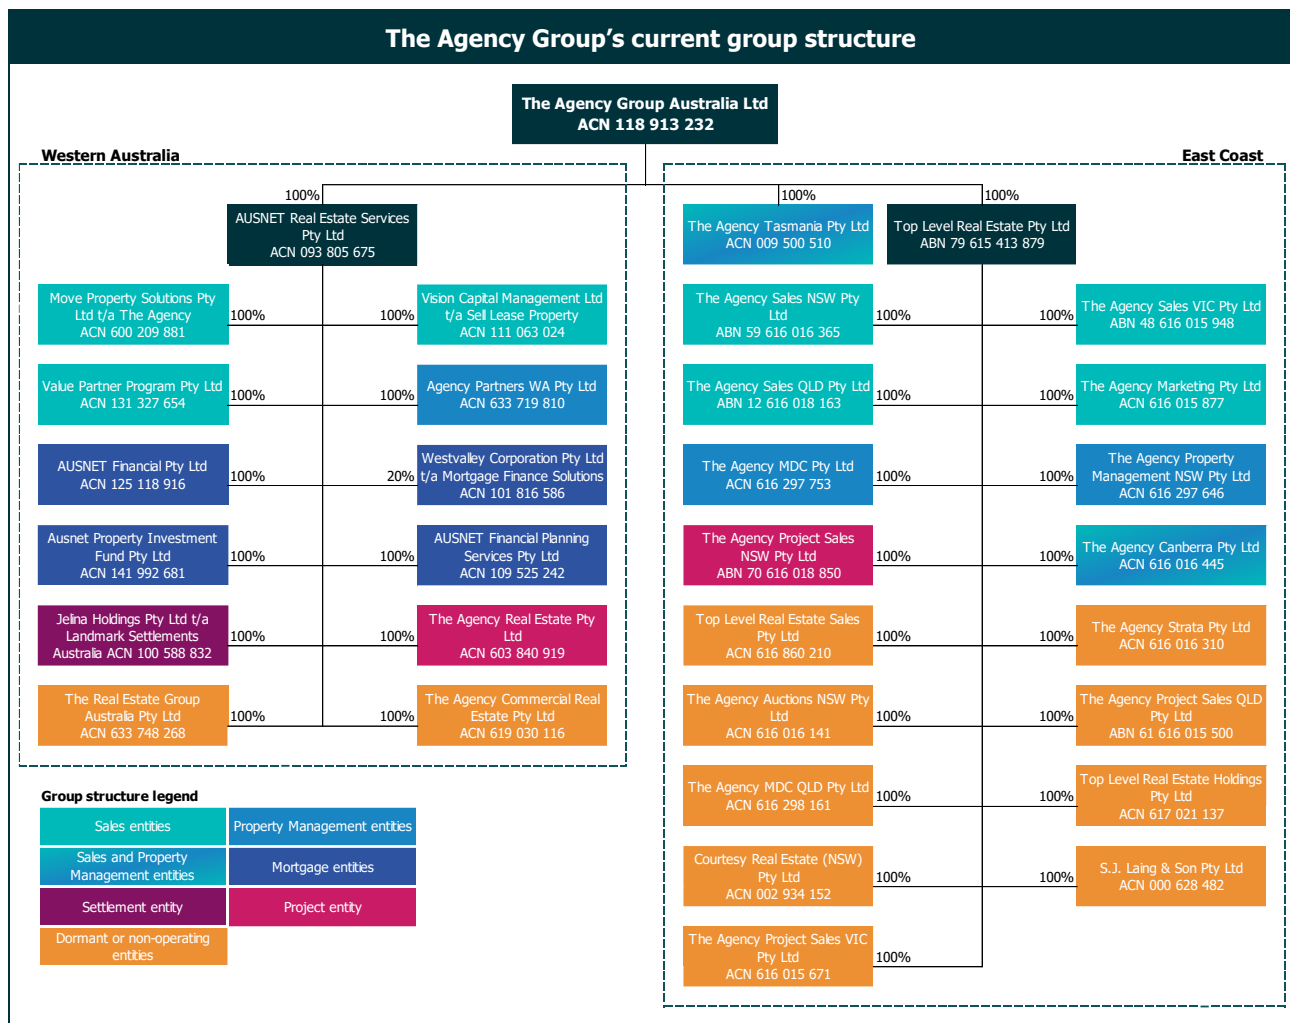 The Agency Group’s current group structure
The Agency Group Australia Ltd
ACN 118 913 232
Western Australia
East Coast
100%
100%
100%
AUSNET Real Estate Services
Pty Ltd
ACN 093 805 675
The Agency Tasmania Pty Ltd
ACN 009 500 510
Top Level Real Estate Pty Ltd
ABN 79 615 413 879
Move Property Solutions Pty
Ltd t/a The Agency
ACN 600 209 881
100%
100%
Vision Capital Management Ltd
t/a Sell Lease Property
ACN 111 063 024
Value Partner Program Pty Ltd
ACN 131 327 654
100%
100%
Agency Partners WA Pty Ltd
ACN 633 719 810
AUSNET Financial Pty Ltd
ACN 125 118 916
100%
20%
Westvalley Corporation Pty Ltd
t/a Mortgage Finance Solutions
ACN 101 816 586
Ausnet Property Investment
Fund Pty Ltd
ACN 141 992 681
100%
100%
AUSNET Financial Planning
Services Pty Ltd
ACN 109 525 242
Jelina Holdings Pty Ltd t/a
Landmark Settlements
Australia ACN 100 588 832
100%
100%
The Agency Real Estate Pty
Ltd
ACN 603 840 919
The Real Estate Group
Australia Pty Ltd
ACN 633 748 268
100%
100%
The Agency Commercial Real
Estate Pty Ltd
ACN 619 030 116
The Agency Sales NSW Pty
Ltd
ABN 59 616 016 365
100%
100%
The Agency Sales VIC Pty Ltd
ABN 48 616 015 948
The Agency Sales QLD Pty Ltd
ABN 12 616 018 163
100%
100%
The Agency Marketing Pty Ltd
ACN 616 015 877
The Agency MDC Pty Ltd
ACN 616 297 753
100%
100%
The Agency Property
Management NSW Pty Ltd
ACN 616 297 646
The Agency Project Sales
NSW Pty Ltd
ABN 70 616 018 850
100%
100%
The Agency Canberra Pty Ltd
ACN 616 016 445
Top Level Real Estate Sales
Pty Ltd
ACN 616 860 210
100%
100%
The Agency Strata Pty Ltd
ACN 616 016 310
The Agency Auctions NSW Pty
Ltd
ACN 616 016 141
100%
100%
The Agency Project Sales QLD
Pty Ltd
ABN 61 616 015 500
The Agency MDC QLD Pty Ltd
ACN 616 298 161
100%
100%
Top Level Real Estate Holdings
Pty Ltd
ACN 617 021 137
Courtesy Real Estate (NSW)
Pty Ltd
ACN 002 934 152
100%
100%
S.J. Laing & Son Pty Ltd
ACN 000 628 482
The Agency Project Sales VIC
Pty Ltd
ACN 616 015 671
100%
Group structure legend
Sales entities
Property Management entities
Sales and Property
Management entities
Mortgage entities
Settlement entity
Project entity
Dormant or non-operating
entities